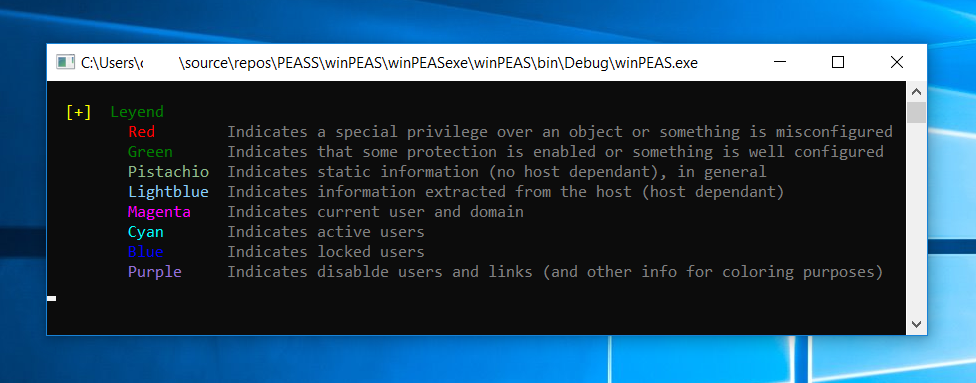 C:\Users\c \source\repos\PEASS\winPEAS\winPEASexe\winPEAS\bin\Debug\winPEAS.exe
[+] Leyend
Red Indicates a special privilege over an object or something is misconfigured
Green Indicates that some protection is enabled or something is well configured
Pistachio Indicates static information (no host dependant), in general
Lightblue Indicates information extracted from the host (host dependant)
Magenta Indicates current user and domain
Cyan Indicates active users
Blue Indicates locked users
Purple Indicates disablde users and links (and other info for coloring purposes)